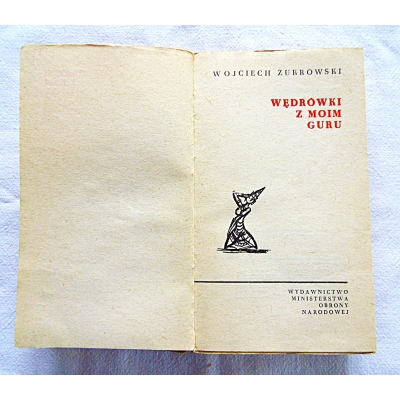 WOJCIECH ŻUKROWSKI
WĘDRÓWKI
Z MOIM
GURU
WYDAWNICTWO
MINISTERSTWA
OBRONY
NARODOWEJ